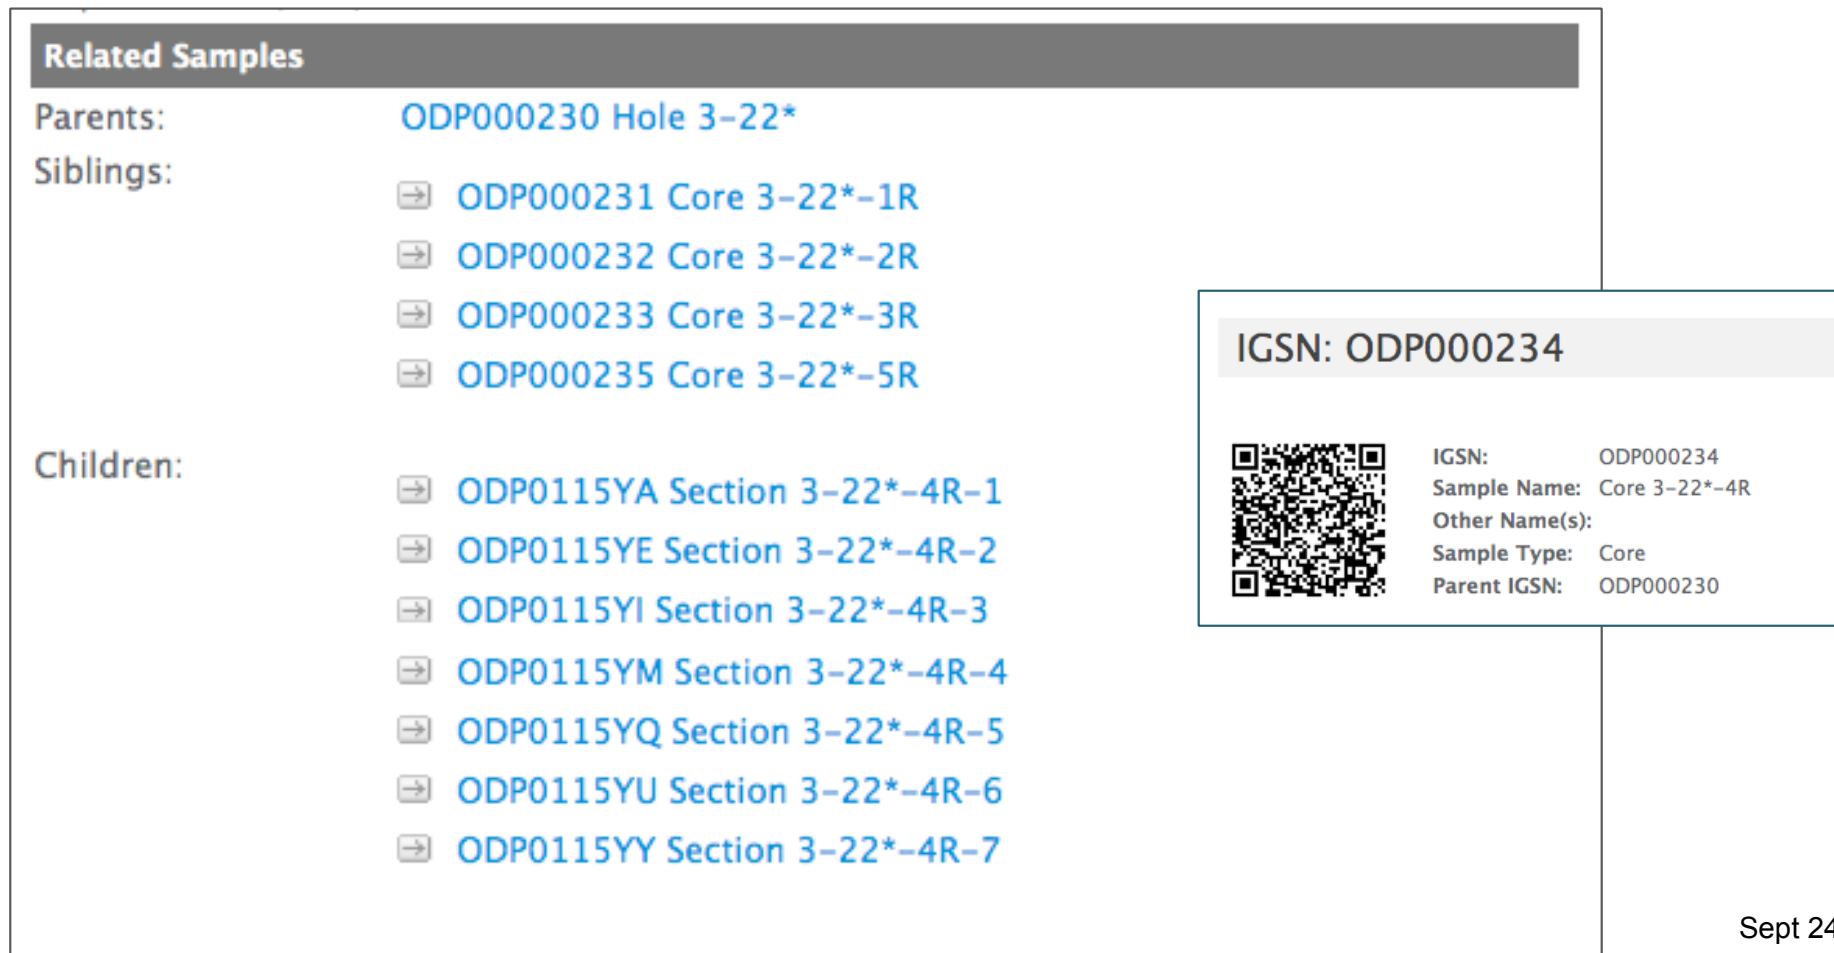 Related Samples
Parents: ODP000230 Hole 3-22*
Siblings:
ODP000231 Core 3-22*-1R
ODP000232 Core 3-22*-2R
ODP000233 Core 3-22*-3R
ODP000235 Core 3-22*-5R
Children:
ODP0115YA Section 3-22*-4R-1
ODP0115YE Section 3-22*-4R-2
ODP0115YI Section 3-22*-4R-3
ODP0115YM Section 3-22*-4R-4
ODP0115YQ Section 3-22*-4R-5
ODP0115YU Section 3-22*-4R-6
ODP0115YY Section 3-22*-4R-7
IGSN: ODP000234
IGSN: ODP000234
Sample Name: Core 3-22*-4R
Other Name(s):
Sample Type: Core
Parent IGSN: ODP000230
Sept 24